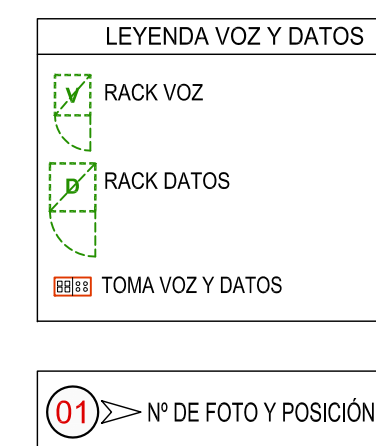 LEYENDA VOZ Y DATOS
V RACK VOZ
D RACK DATOS
TOMA VOZ Y DATOS
01 Nº DE FOTO Y POSICIÓN